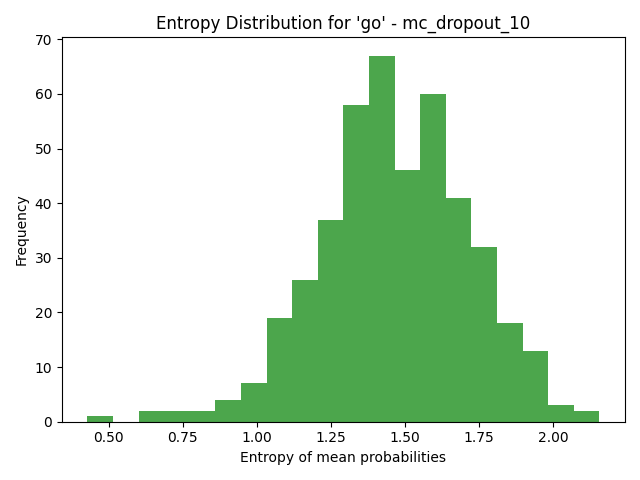 Entropy Distribution for 'go' - mc_dropout_10
Frequency
70
60
50
40
30
20
10
0
0.50 0.75 1.00 1.25 1.50 1.75 2.00
Entropy of mean probabilities